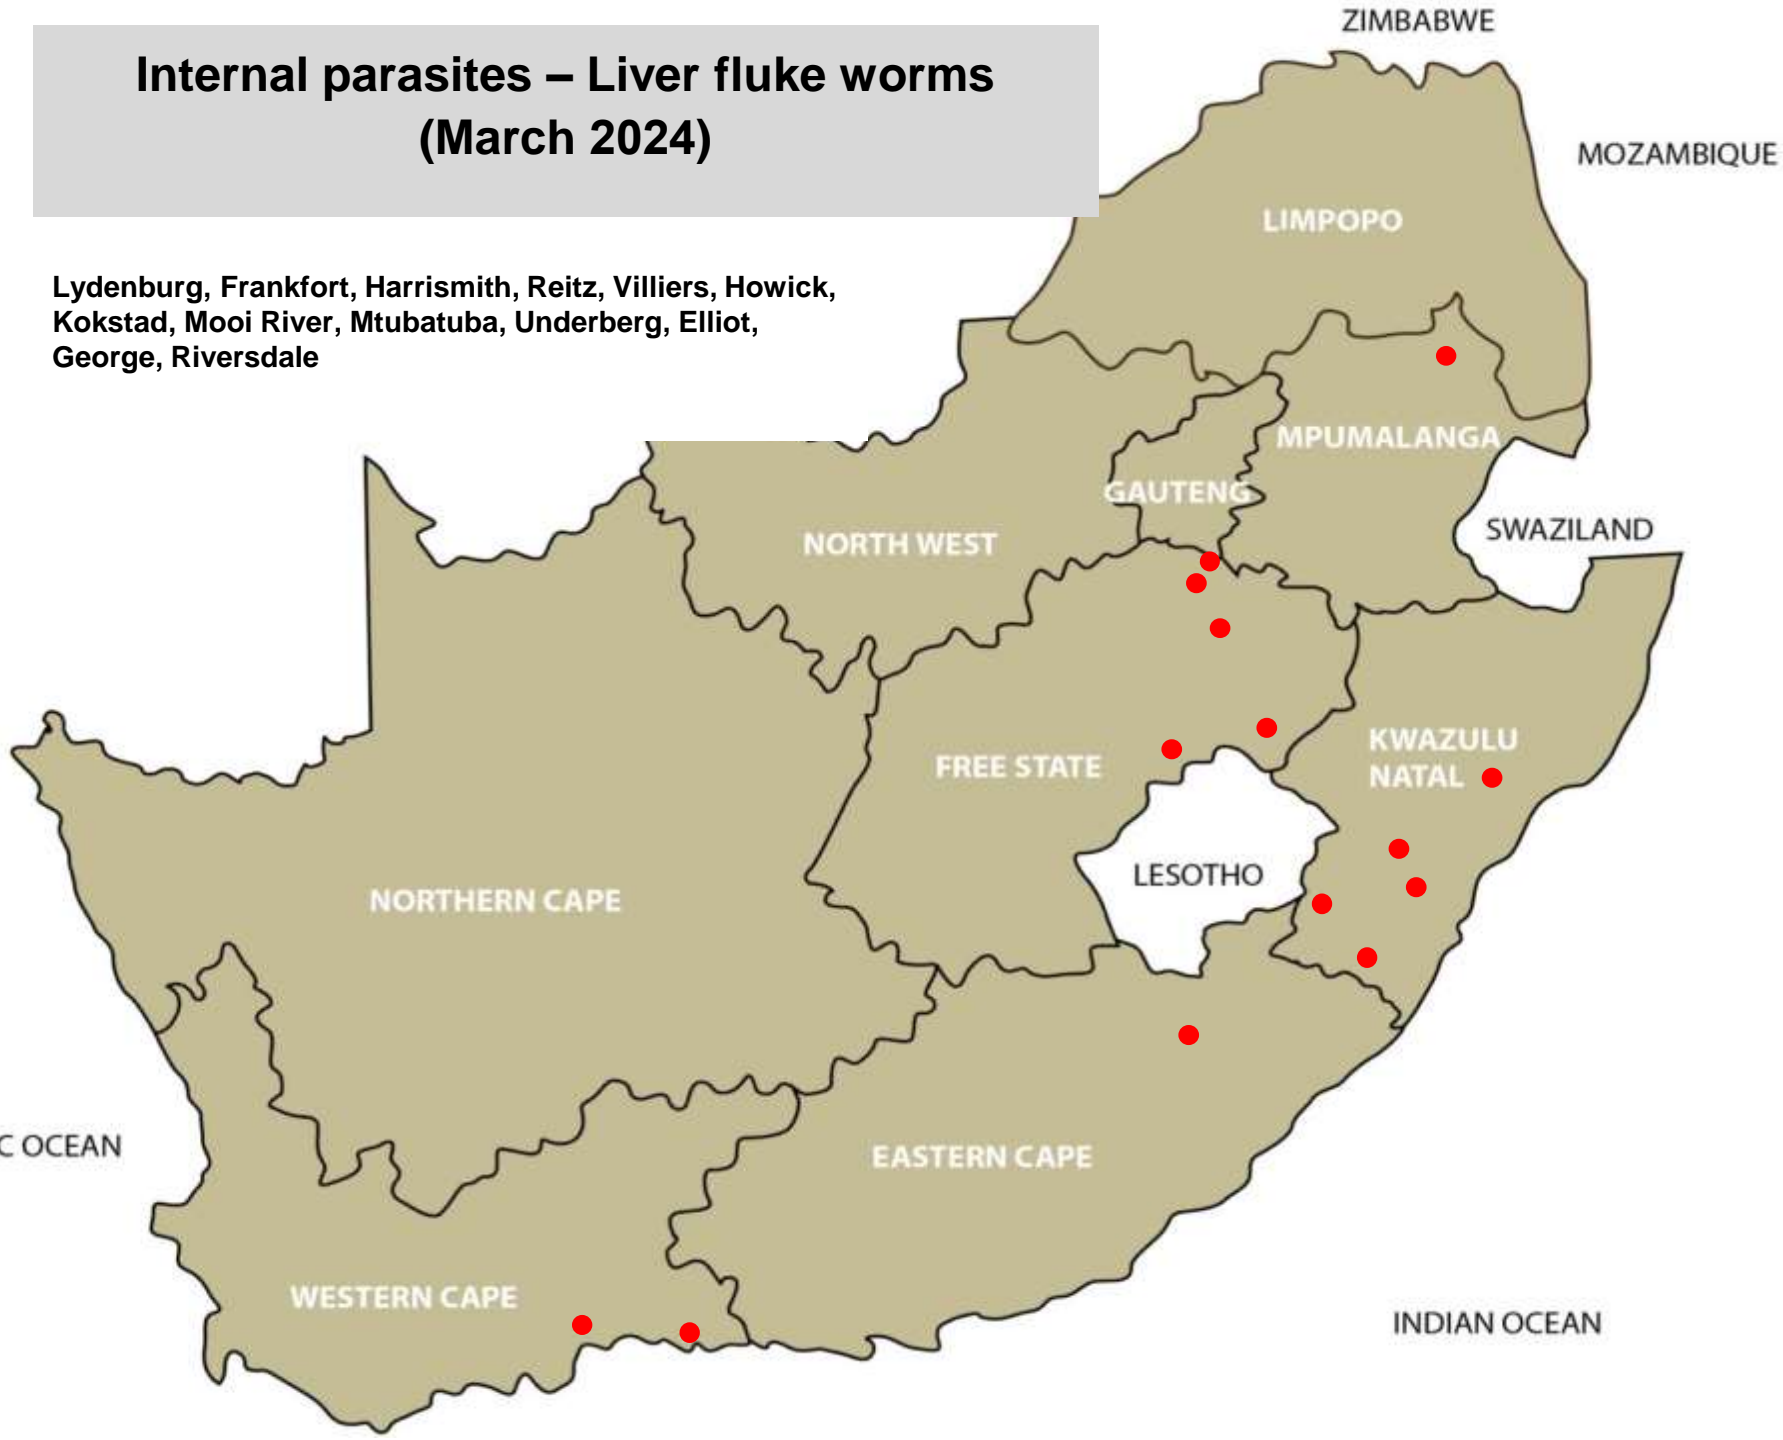 ZIMBABWE
Internal parasites – Liver fluke worms
(March 2024)
MOZAMBIQUE
LIMPOPO
Lydenburg, Frankfort, Harrismith, Reitz, Villiers, Howick,
Kokstad, Mooi River, Mtubatuba, Underberg, Elliot,
George, Riversdale
MPUMALANGA
GAUTENG
SWAZILAND
NORTH WEST
KWAZULU
NATAL
FREE STATE
LESOTHO
NORTHERN CAPE
C OCEAN
EASTERN CAPE
WESTERN CAPE
INDIAN OCEAN